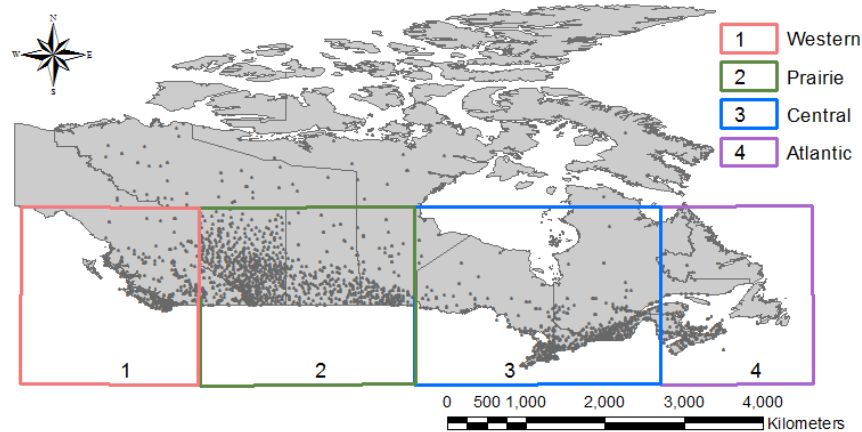 N
W E
S
1 Western
2 Prairie
3 Central
4 Atlantic
1 2 3 4
0 500 1,000 2,000 3,000 4,000
Kilometers